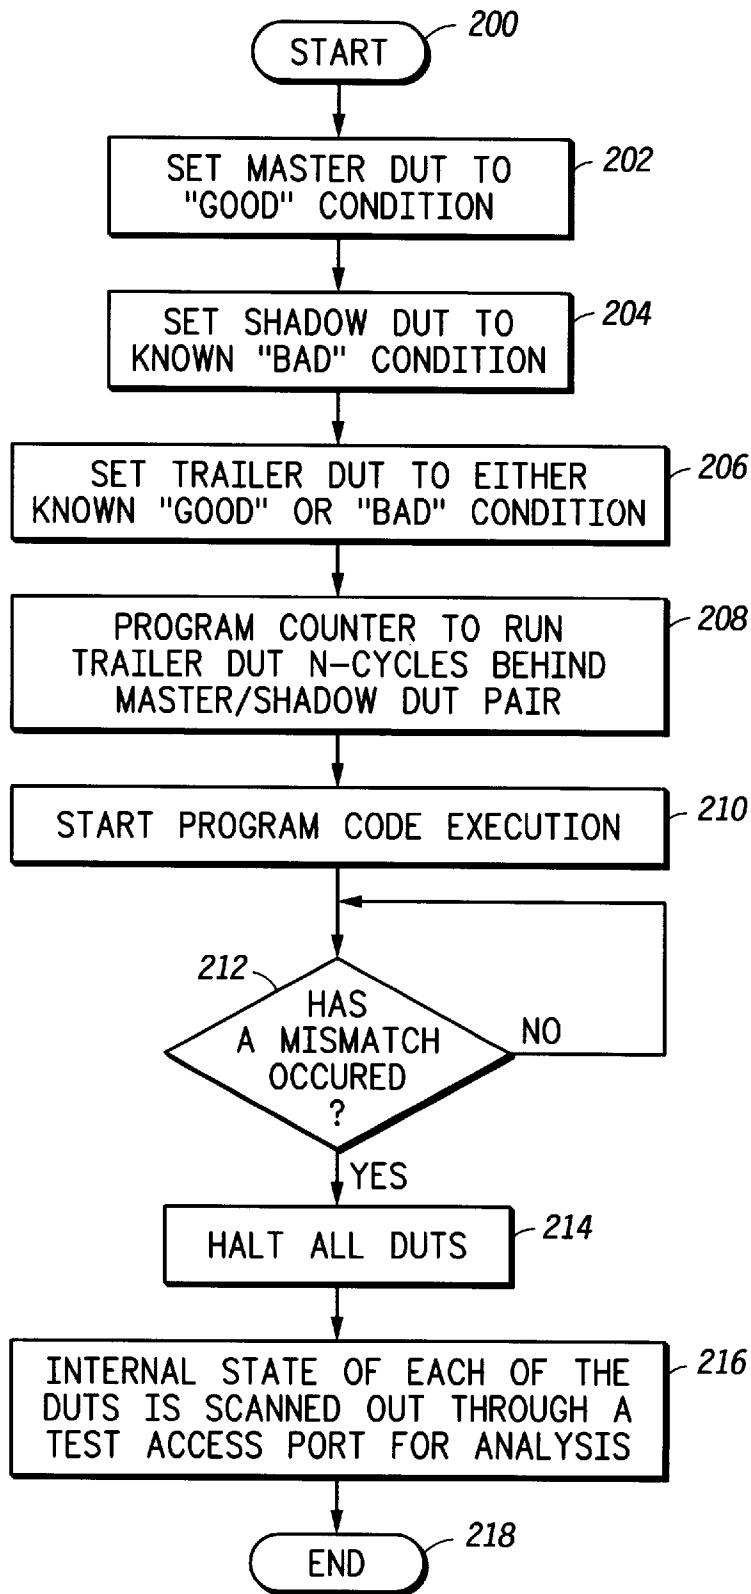 START
200
SET MASTER DUT TO
"GOOD" CONDITION
202
SET SHADOW DUT TO
KNOWN "BAD" CONDITION
204
SET TRAILER DUT TO EITHER
KNOWN "GOOD" OR "BAD" CONDITION
206
PROGRAM COUNTER TO RUN
TRAILER DUT N-CYCLES BEHIND
MASTER/SHADOW DUT PAIR
208
START PROGRAM CODE EXECUTION
210
212
HAS
A MISMATCH
OCCURED
?
NO
YES
HALT ALL DUTS
214
INTERNAL STATE OF EACH OF THE
DUTS IS SCANNED OUT THROUGH A
TEST ACCESS PORT FOR ANALYSIS
216
END
218